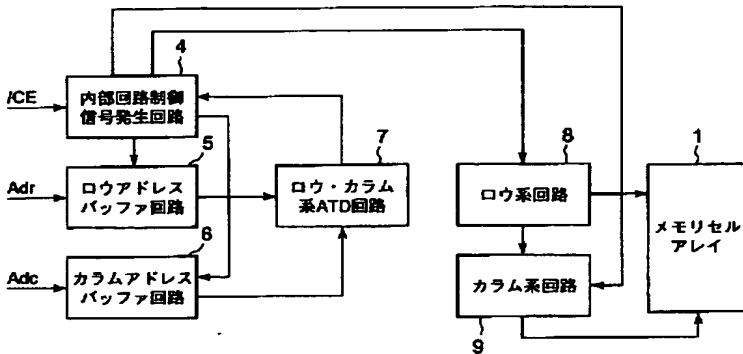 4
/CE
内部回路制御
信号発生回路
5
7
8
1
Adr
ロウアドレス
バッファ回路
ロウ・カラム
系ATD回路
ロウ系回路
メモリセル
アレイ
6
Adc
カラムアドレス
バッファ回路
カラム系回路
9